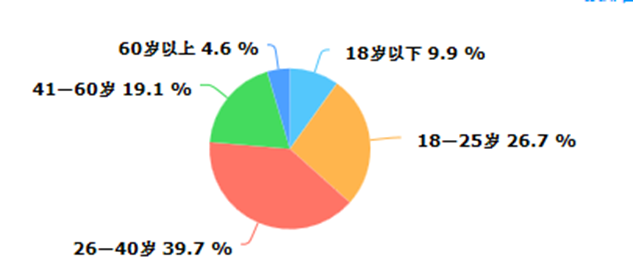 60岁以上 4.6 %
18岁以下 9.9 %
41—60岁 19.1 %
18—25岁 26.7 %
26—40岁 39.7 %